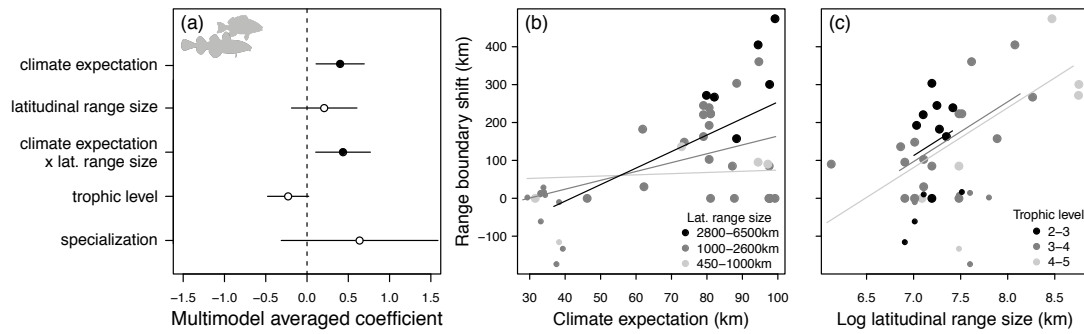 (a)
climate expectation
latitudinal range size
climate expectation
x lat. range size
trophic level
specialization
−1.5 −1.0 −0.5 0.0 0.5 1.0 1.5
Multimodel averaged coefficient
(b)
Range boundary shift (km)
400
300
200
100
0
−100
Lat. range size
2800−6500km
1000−2600km
450−1000km
30 40 50 60 70 80 90 100
Climate expectation (km)
(c)
Trophic level
2−3
3−4
4−5
6.5 7.0 7.5 8.0 8.5
Log latitudinal range size (km)